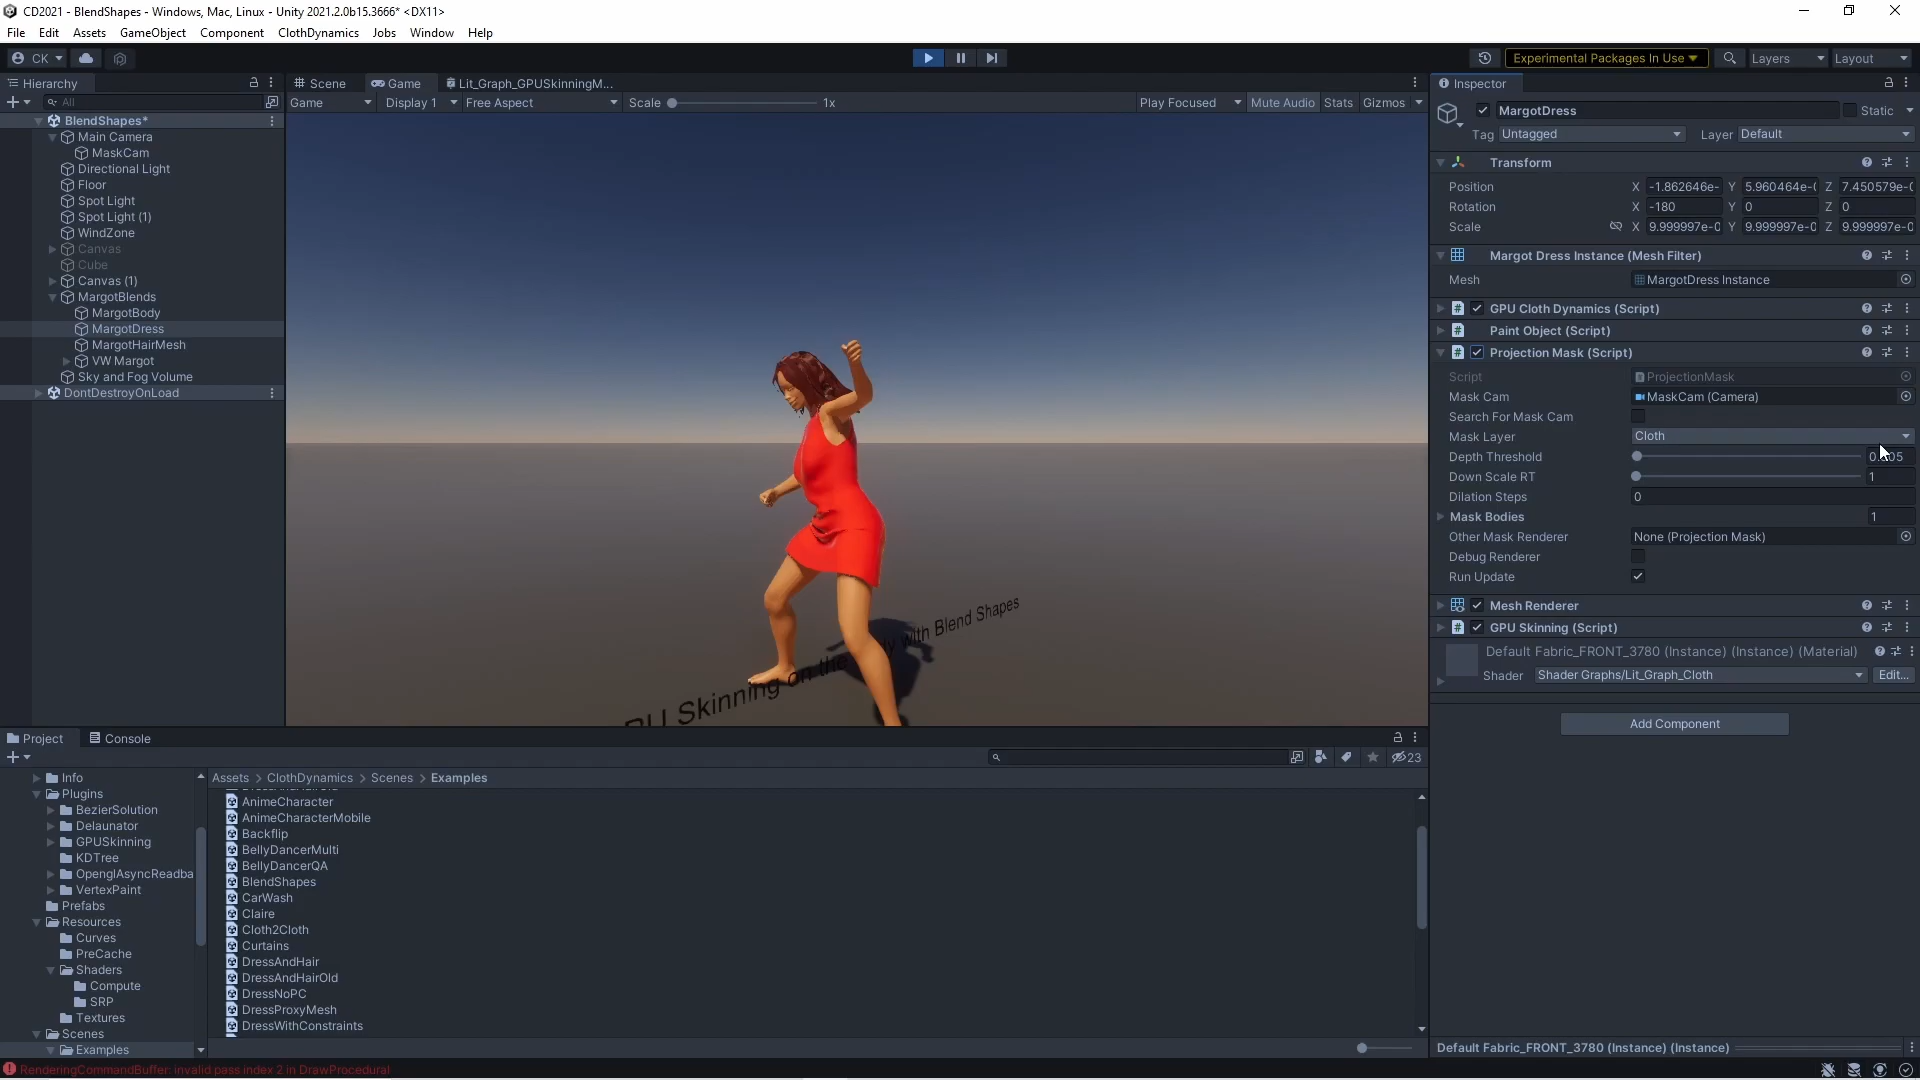 CD2021 - BlendShapes - Windows, Mac, Linux - Unity 2021.2.0b15.3666* <DX11>
File Edit Assets GameObject Component ClothDynamics Jobs Window Help
CK Experimental Packages In Use Layers Layout
Hierarchy
All
BlendShapes*
Main Camera
MaskCam
Directional Light
Floor
Spot Light
Spot Light (1)
WindZone
Canvas
Cube
Canvas (1)
MargotBlends
MargotBody
MargotDress
MargotHairMesh
VW Margot
Sky and Fog Volume
DontDestroyOnLoad
Scene Game Lit_Graph_GPUSkinningM...
Game Display 1 Free Aspect Scale 1x Play Focused Mute Audio Stats Gizmos
Skinning on the with Blend Shapes
Inspector
MargotDress Static
Tag Untagged Layer Default
Transform
Position X -1.862646e- Y 5.960464e-( Z 7.450579e-(
Rotation X -180 Y 0 Z 0
Scale X 9.999997e-0 Y 9.999997e-0 Z 9.999997e-0
Margot Dress Instance (Mesh Filter)
Mesh MargotDress Instance
GPU Cloth Dynamics (Script)
Paint Object (Script)
Projection Mask (Script)
Script ProjectionMask
Mask Cam MaskCam (Camera)
Search For Mask Cam
Mask Layer Cloth
Depth Threshold
Down Scale RT 1
Dilation Steps 0
Mask Bodies 1
Other Mask Renderer None (Projection Mask)
Debug Renderer
Run Update
Mesh Renderer
GPU Skinning (Script)
Default Fabric_FRONT_3780 (Instance) (Instance) (Material)
Shader Shader Graphs/Lit_Graph_Cloth Edit...
Add Component
Default Fabric_FRONT_3780 (Instance) (Instance)
Project Console
23
Info
Plugins
BezierSolution
Delaunator
GPUSkinning
KDTree
OpenglAsyncReadba
VertexPaint
Prefabs
Resources
Curves
PreCache
Shaders
Compute
SRP
Textures
Scenes
Examples
Assets > ClothDynamics > Scenes > Examples
AnimeCharacter
AnimeCharacterMobile
Backflip
BellyDancerMulti
BellyDancerQA
BlendShapes
CarWash
Claire
Cloth2Cloth
Curtains
DressAndHair
DressAndHairOld
DressNoPC
DressProxyMesh
DressWithConstraints
RenderingCommandBuffer: invalid pass index 2 in DrawProcedural